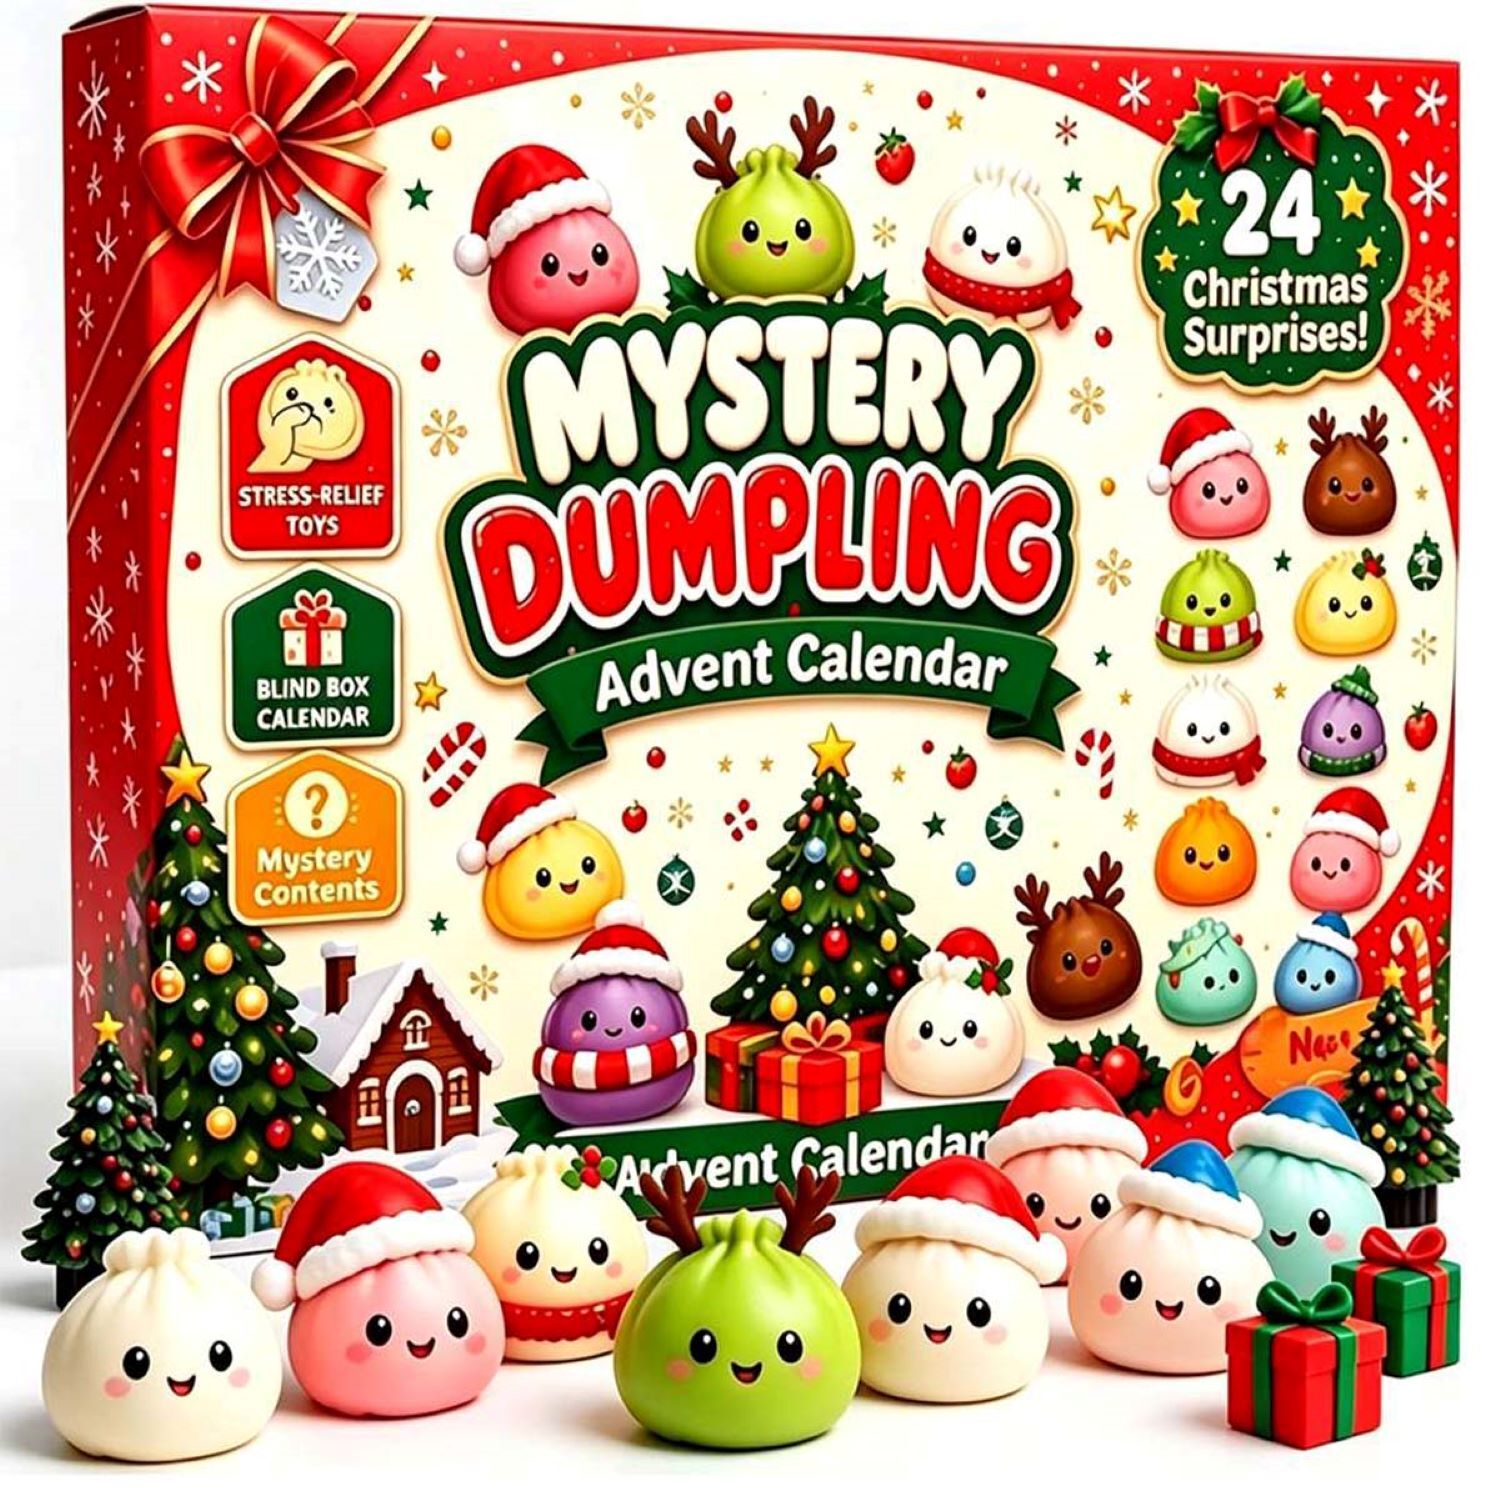 24
Christmas
Surprises!
MYSTERY
DUMPLING
Advent Calendar
STRESS-RELIEF
TOYS
BLIND BOX
CALENDAR
?
Mystery
Contents
Advent Calendar